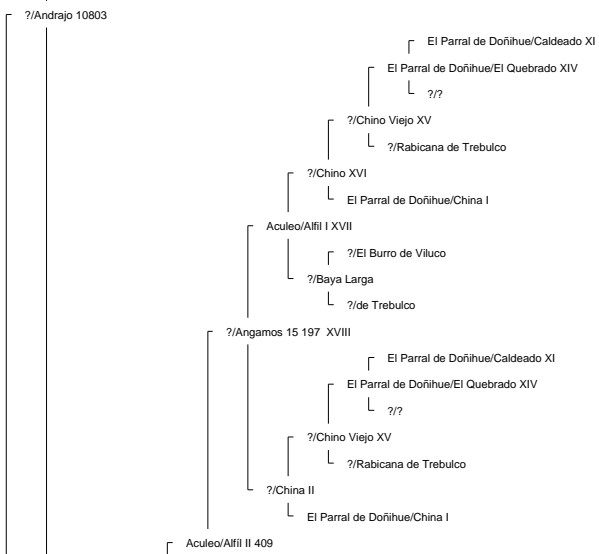 ?/Andrajo 10803
El Parral de Doñihue/Caldeado XI
El Parral de Doñihue/El Quebrado XIV
?/?
?/Chino Viejo XV
?/Rabicana de Trebulco
?/Chino XVI
El Parral de Doñihue/China I
Aculeo/Alfil I XVII
?/El Burro de Viluco
?/Baya Larga
?/de Trebulco
?/Angamos 15 197 XVIII
El Parral de Doñihue/Caldeado XI
El Parral de Doñihue/El Quebrado XIV
?/?
?/Chino Viejo XV
?/Rabicana de Trebulco
?/China II
El Parral de Doñihue/China I
Aculeo/Alfíl II 409